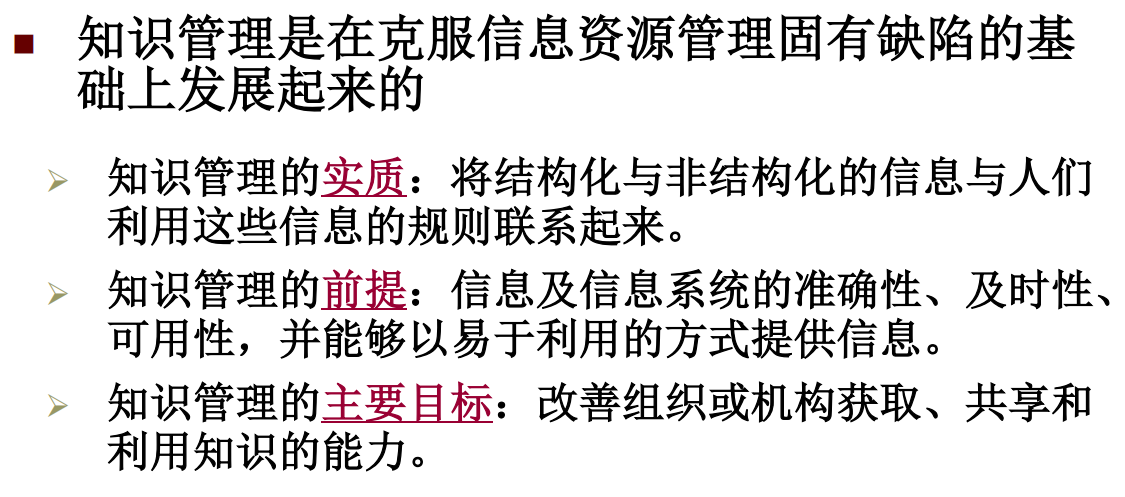 知识管理是在克服信息资源管理固有缺陷的基
础上发展起来的
知识管理的实质：将结构化与非结构化的信息与人们
利用这些信息的规则联系起来。
知识管理的前提：信息及信息系统的准确性、及时性、
可用性，并能够以易于利用的方式提供信息。
知识管理的主要目标：改善组织或机构获取、共享和
利用知识的能力。